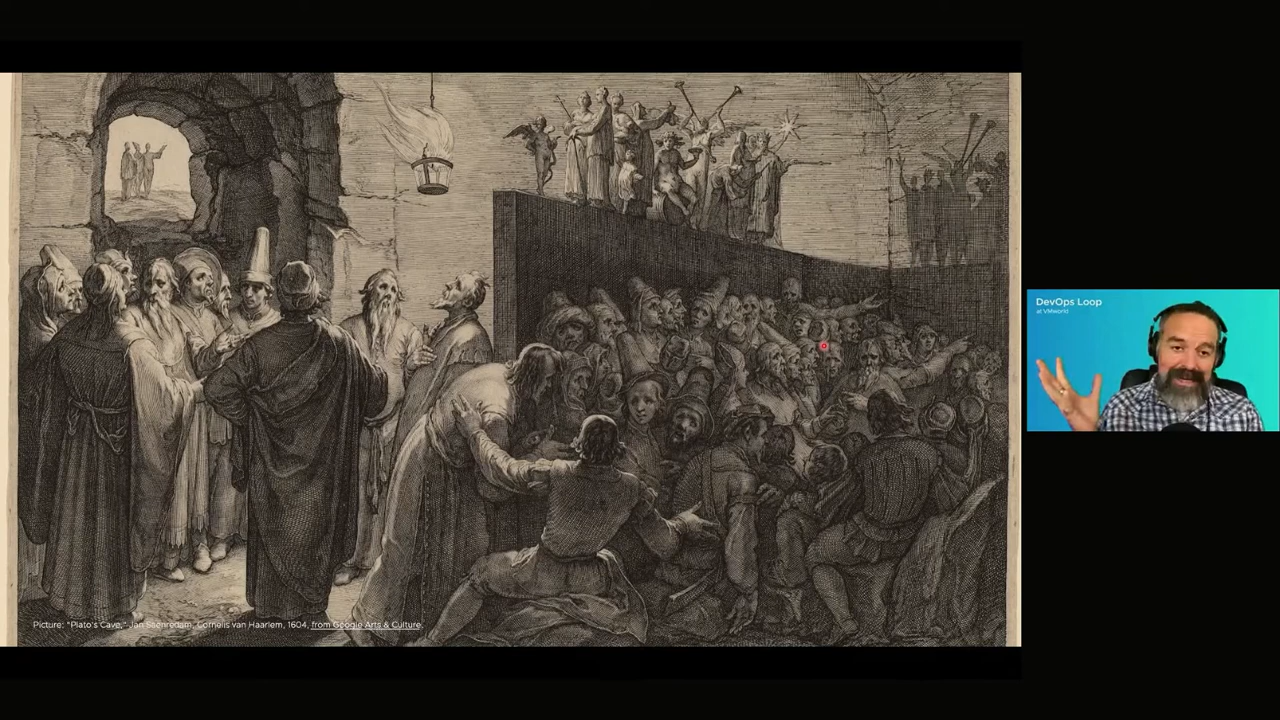 DevOps Loop
at VMworld
Picture: "Plato's Cave," Jan Saenredam, Cornelis van Haarlem, 1604, from Google Arts & Culture.